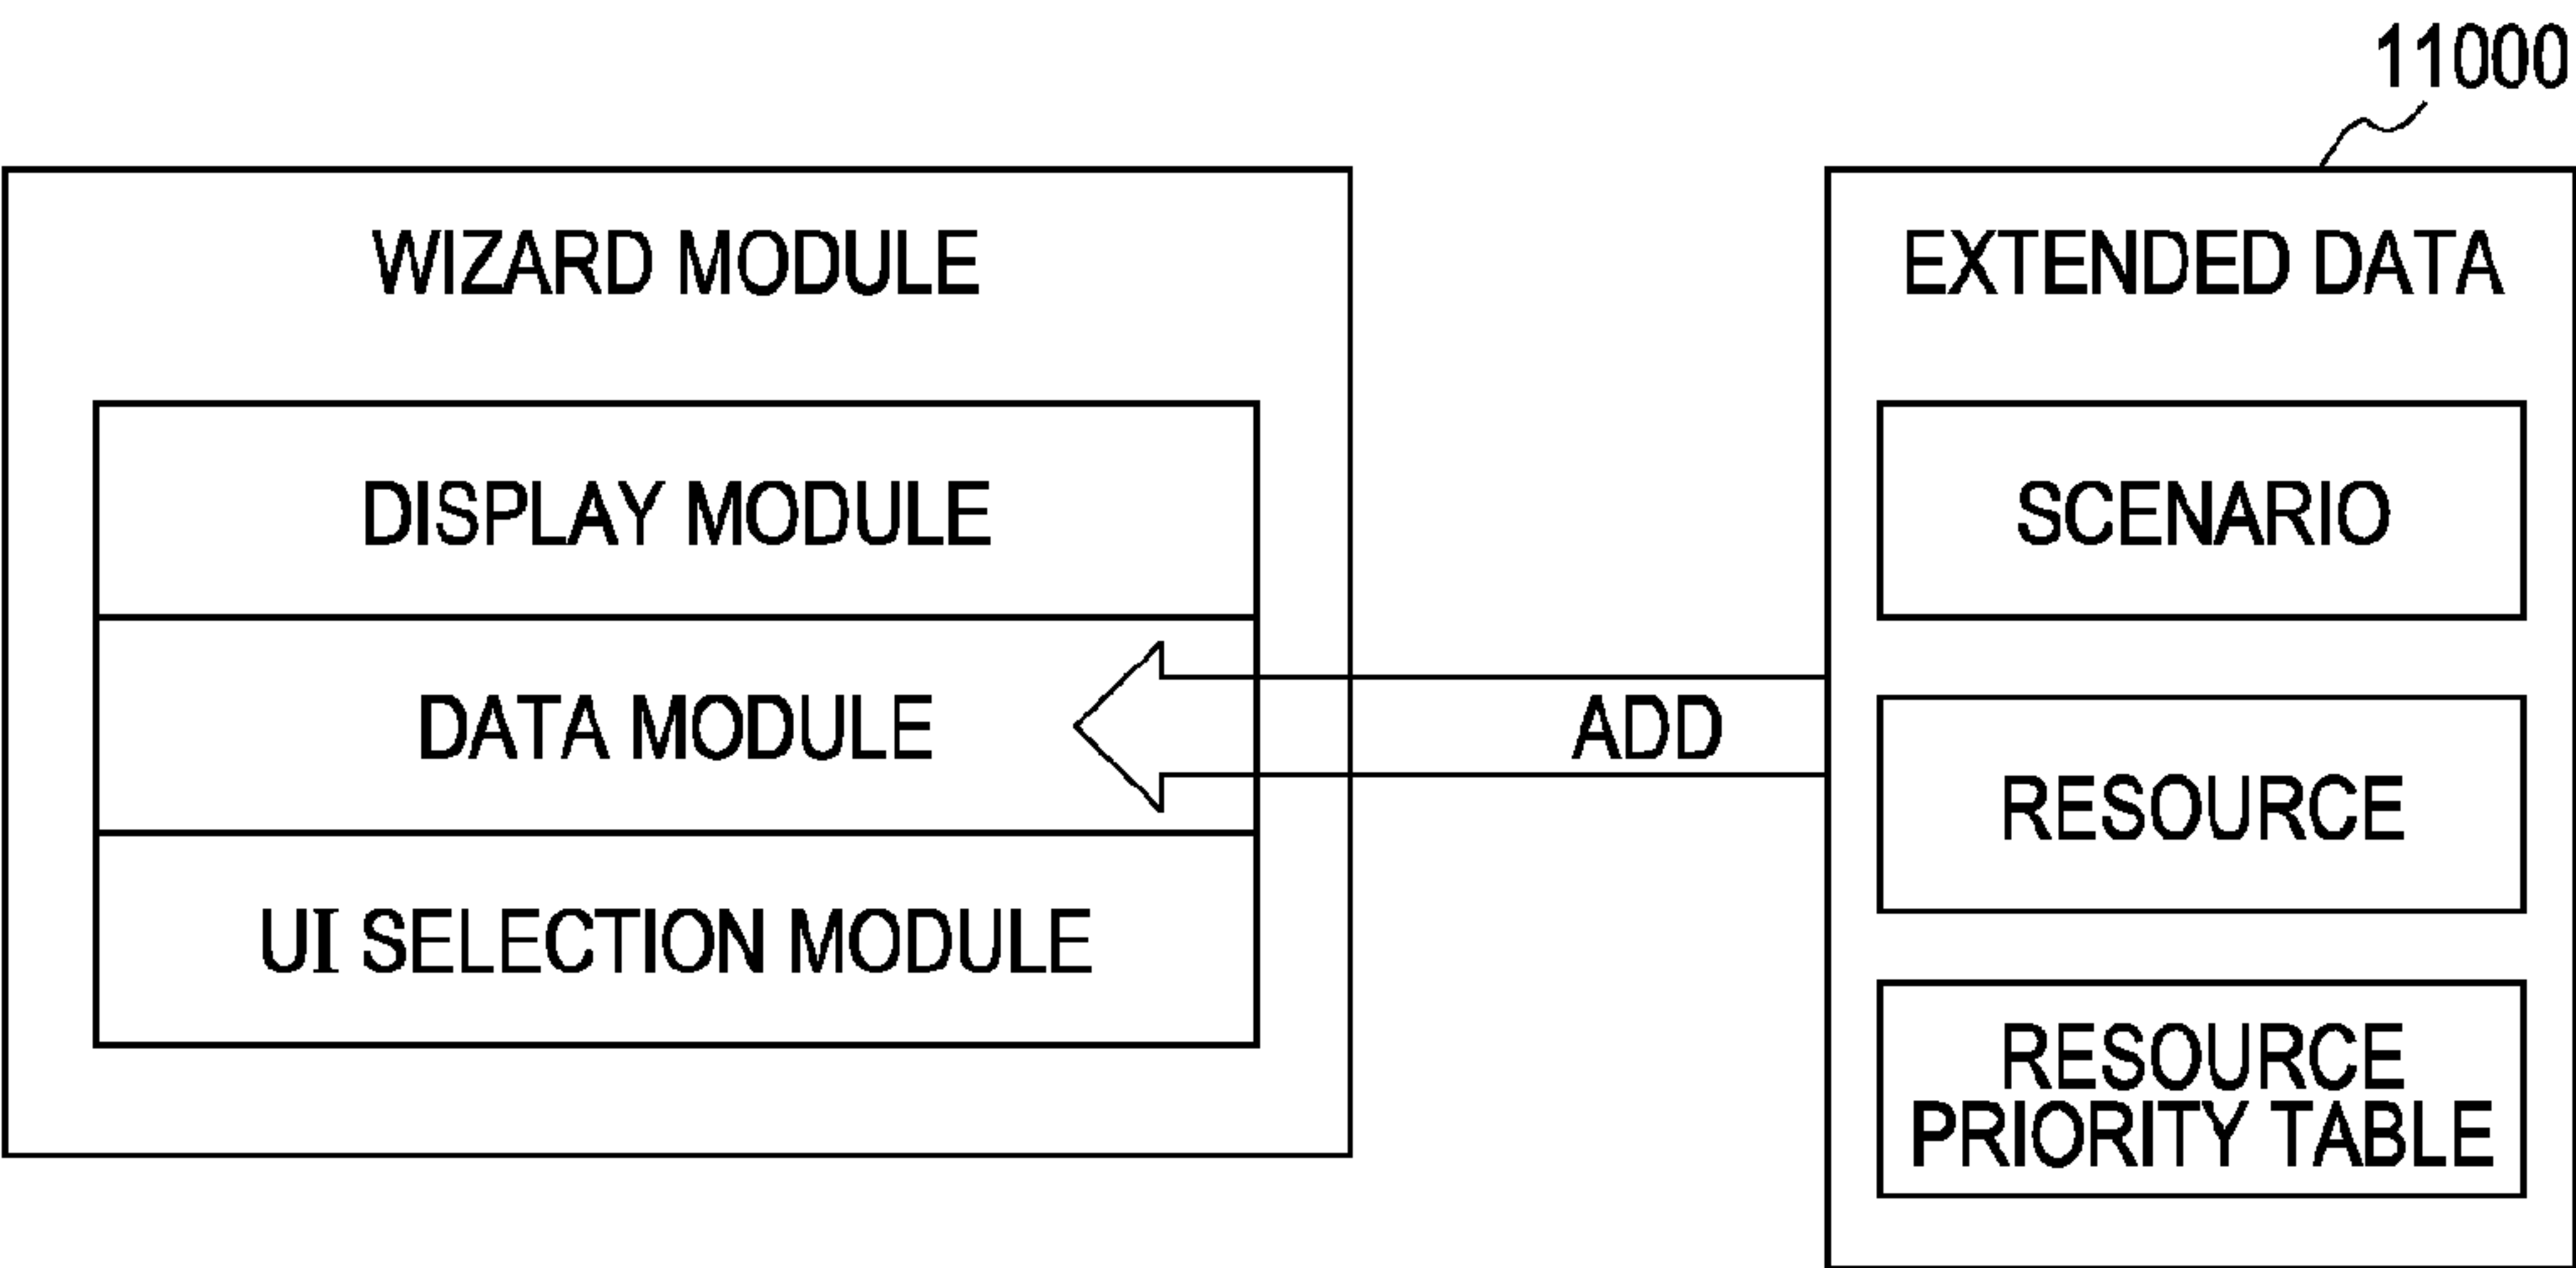 11000
WIZARD MODULE
DISPLAY MODULE
DATA MODULE
UI SELECTION MODULE
ADD
EXTENDED DATA
SCENARIO
RESOURCE
RESOURCE
PRIORITY TABLE